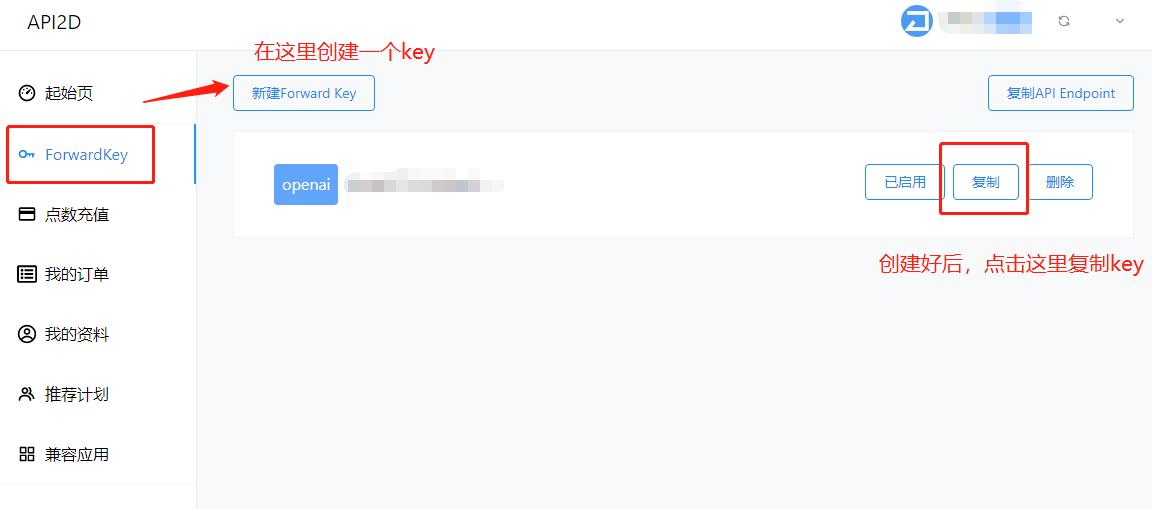 API2D
在这里创建一个key
起始页
新建Forward Key
复制API Endpoint
ForwardKey
openai
已启用
复制
删除
点数充值
创建好后，点击这里复制key
我的订单
我的资料
推荐计划
兼容应用